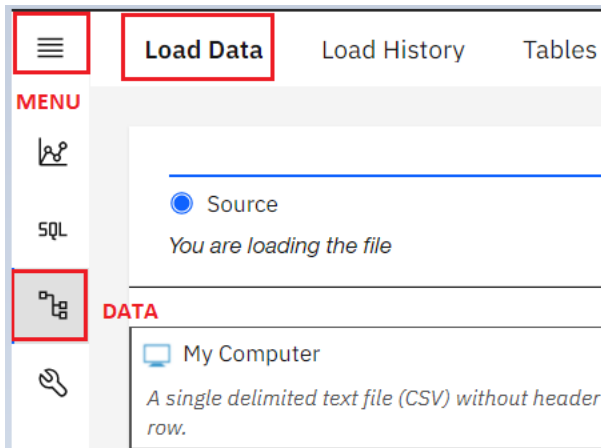 Load Data Load History Tables
MENU
Source
SQL
You are loading the file
DATA
My Computer
A single delimited text file (CSV) without header
row.